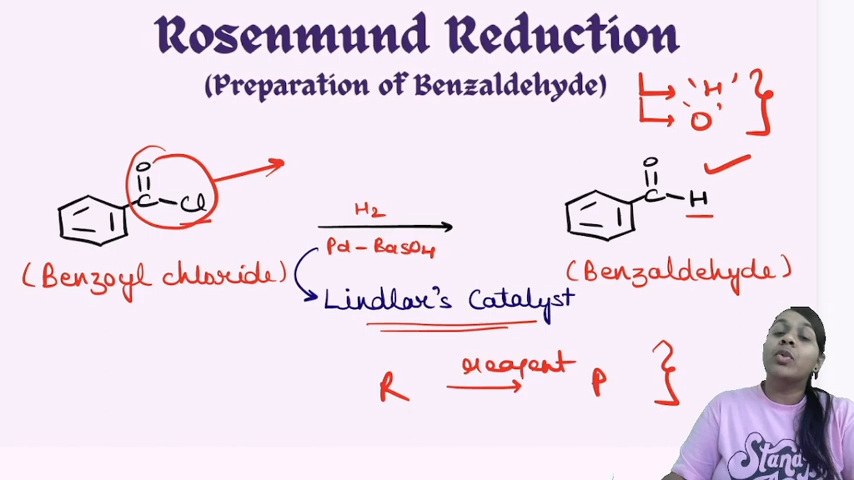 Rosenmund Reduction
(Preparation of Benzaldehyde)
'H'
'O'
O
C-Cl
H2
Pd-BaSO4
O
C-H
(Benzoyl chloride)
(Benzaldehyde)
Lindlar's Catalyst
R reagent P